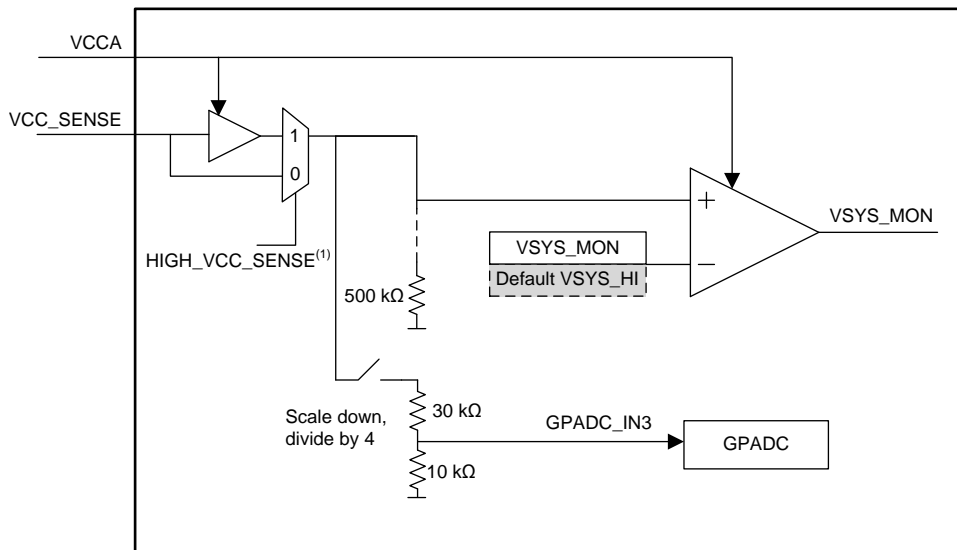 VCCA
VCC_SENSE
1
0
HIGH_VCC_SENSE(1)
+
VSYS_MON
VSYS_MON
–
Default VSYS_HI
500 kΩ
Scale down,
divide by 4
30 kΩ
GPADC_IN3
GPADC
10 kΩ